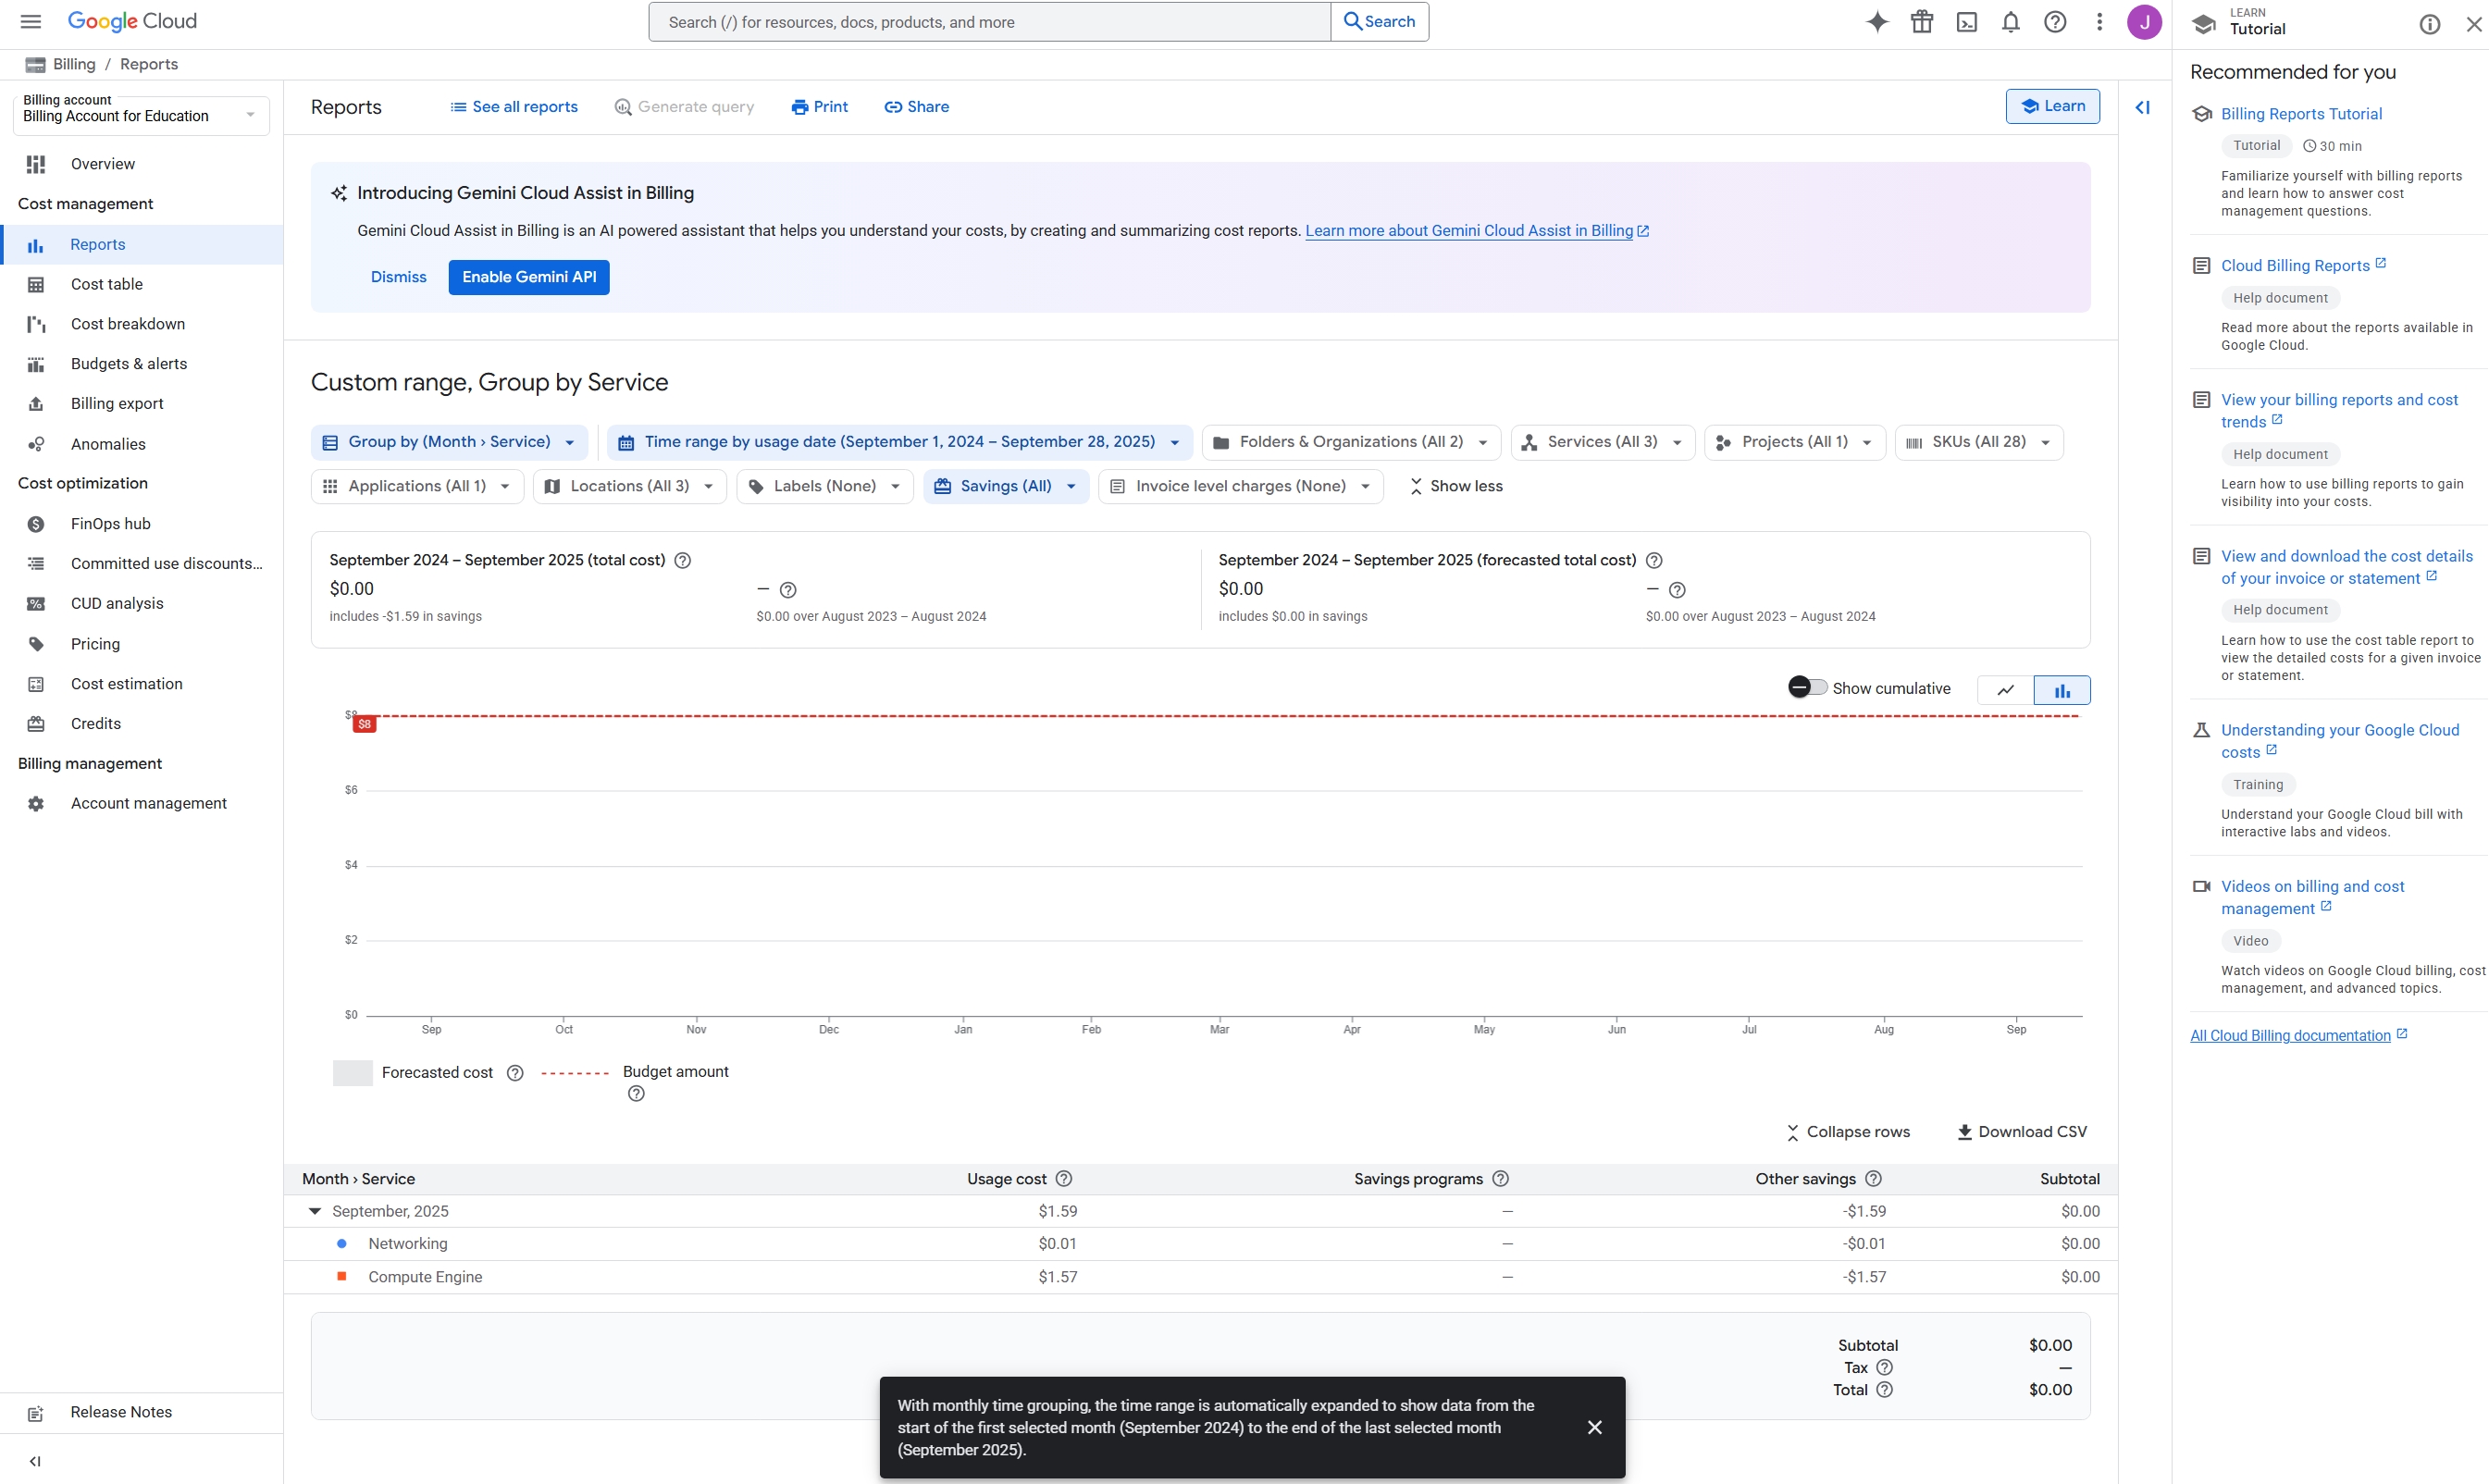 Google Cloud
Search (/) for resources, docs, products, and more
Search
J
LEARN
Tutorial
Billing / Reports
Billing account
Billing Account for Education
Overview
Cost management
Reports
Cost table
Cost breakdown
Budgets & alerts
Billing export
Anomalies
Cost optimization
FinOps hub
Committed use discounts...
CUD analysis
Pricing
Cost estimation
Credits
Billing management
Account management
Release Notes
Reports
See all reports
Generate query
Print
Share
Learn
Introducing Gemini Cloud Assist in Billing
Gemini Cloud Assist in Billing is an AI powered assistant that helps you understand your costs, by creating and summarizing cost reports. Learn more about Gemini Cloud Assist in Billing
Dismiss
Enable Gemini API
Custom range, Group by Service
Group by (Month › Service)
Time range by usage date (September 1, 2024 – September 28, 2025)
Folders & Organizations (All 2)
Services (All 3)
Projects (All 1)
SKUs (All 28)
Applications (All 1)
Locations (All 3)
Labels (None)
Savings (All)
Invoice level charges (None)
Show less
September 2024 – September 2025 (total cost)
$0.00
includes -$1.59 in savings
–
$0.00 over August 2023 – August 2024
September 2024 – September 2025 (forecasted total cost)
$0.00
includes $0.00 in savings
–
$0.00 over August 2023 – August 2024
Show cumulative
$8
$8
$6
$4
$2
$0
Sep Oct Nov Dec Jan Feb Mar Apr May Jun Jul Aug Sep
Forecasted cost
Budget amount
Collapse rows
Download CSV
Month › Service Usage cost Savings programs Other savings Subtotal
September, 2025 $1.59 – -$1.59 $0.00
Networking $0.01 – -$0.01 $0.00
Compute Engine $1.57 – -$1.57 $0.00
Subtotal $0.00
Tax –
Total $0.00
With monthly time grouping, the time range is automatically expanded to show data from the
start of the first selected month (September 2024) to the end of the last selected month
(September 2025).
Recommended for you
Billing Reports Tutorial
Tutorial
30 min
Familiarize yourself with billing reports
and learn how to answer cost
management questions.
Cloud Billing Reports
Help document
Read more about the reports available in
Google Cloud.
View your billing reports and cost
trends
Help document
Learn how to use billing reports to gain
visibility into your costs.
View and download the cost details
of your invoice or statement
Help document
Learn how to use the cost table report to
view the detailed costs for a given invoice
or statement.
Understanding your Google Cloud
costs
Training
Understand your Google Cloud bill with
interactive labs and videos.
Videos on billing and cost
management
Video
Watch videos on Google Cloud billing, cost
management, and advanced topics.
All Cloud Billing documentation